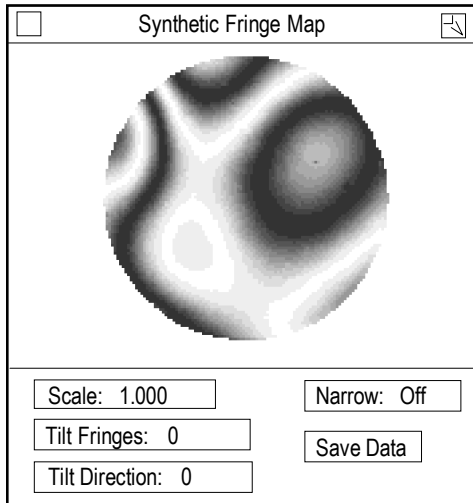 Synthetic Fringe Map
Scale: 1.000
Narrow: Off
Tilt Fringes: 0
Save Data
Tilt Direction: 0